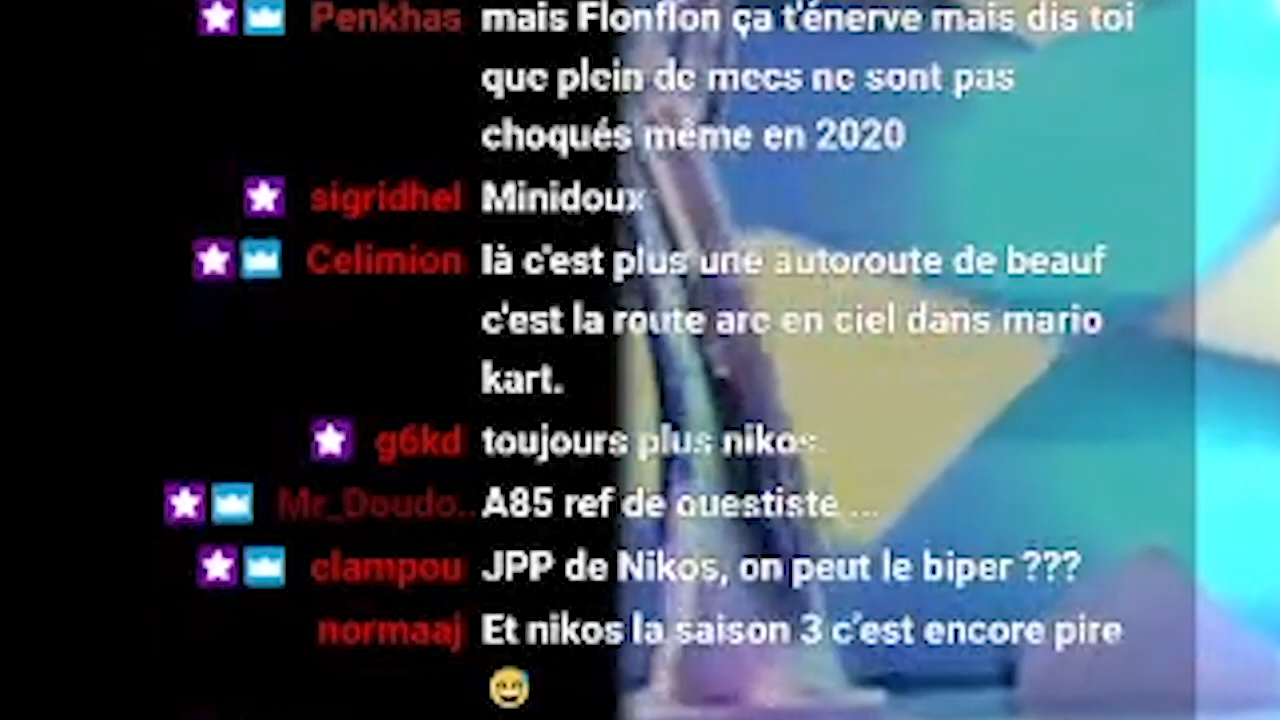 Penkhas mais Flonflon ça t'énerve mais dis toi
que plein de mecs ne sont pas
choqués même en 2020
sigridhel Minidoux
Celimion là c'est plus une autoroute de beauf
c'est la route arc en ciel dans mario
kart.
g6kd toujours plus nikos
Mr_Doudo.. A85 ref de ouestiste ...
clampou JPP de Nikos, on peut le biper ???
normaaj Et nikos la saison 3 c'est encore pire
😅